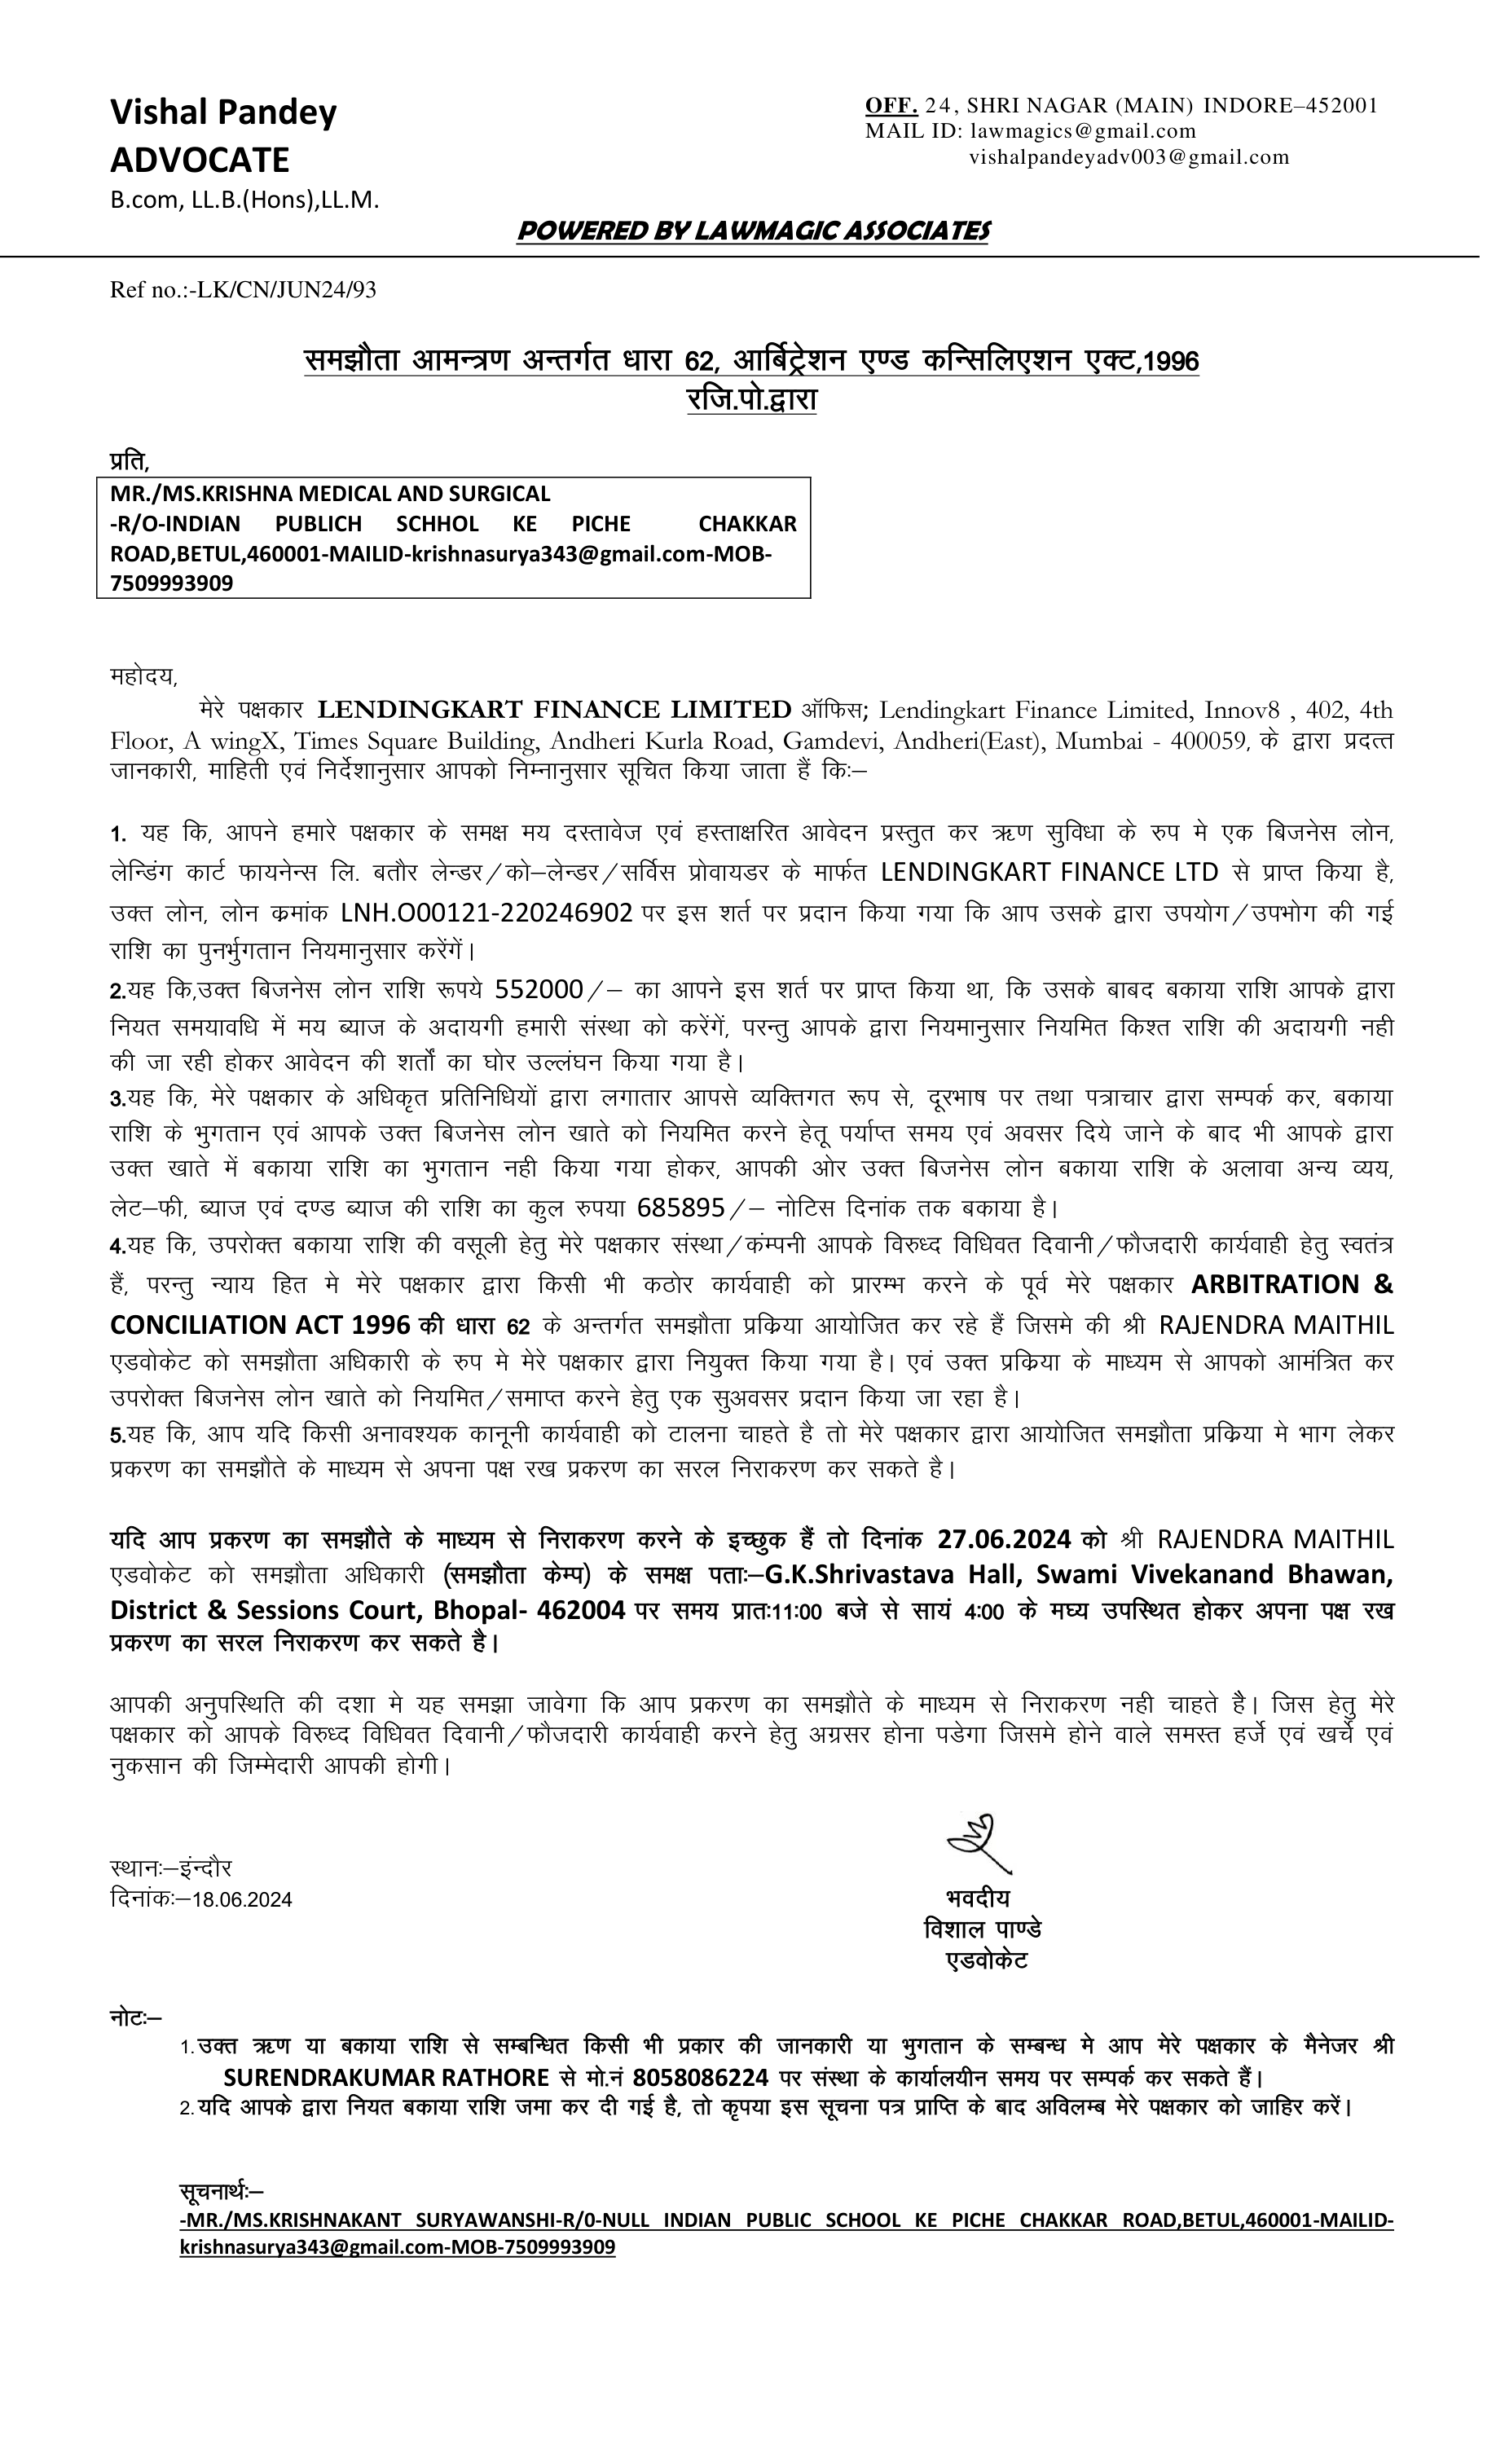 Vishal Pandey
ADVOCATE
B.com, LL.B.(Hons),LL.M.
OFF. 24, SHRI NAGAR (MAIN) INDORE–452001
MAIL ID: lawmagics@gmail.com
vishalpandeyadv003@gmail.com
POWERED BY LAWMAGIC ASSOCIATES
Ref no.:-LK/CN/JUN24/93
समझौता आमन्त्रण अन्तर्गत धारा 62, आर्बिट्रेशन एण्ड कन्सिलिएशन एक्ट,1996
रजि.पो.द्वारा
प्रति,
MR./MS.KRISHNA MEDICAL AND SURGICAL
-R/O-INDIAN PUBLICH SCHHOL KE PICHE CHAKKAR
ROAD,BETUL,460001-MAILID-krishnasurya343@gmail.com-MOB-
7509993909
महोदय,
मेरे पक्षकार LENDINGKART FINANCE LIMITED ऑफिस; Lendingkart Finance Limited, Innov8 , 402, 4th
Floor, A wingX, Times Square Building, Andheri Kurla Road, Gamdevi, Andheri(East), Mumbai - 400059, के द्वारा प्रदत्त
जानकारी, माहिती एवं निर्देशानुसार आपको निम्नानुसार सूचित किया जाता हैं कि:–
1. यह कि, आपने हमारे पक्षकार के समक्ष मय दस्तावेज एवं हस्ताक्षरित आवेदन प्रस्तुत कर ऋण सुविधा के रुप मे एक बिजनेस लोन,
लेन्डिंग कार्ट फायनेन्स लि. बतौर लेन्डर/को–लेन्डर/सर्विस प्रोवायडर के मार्फत LENDINGKART FINANCE LTD से प्राप्त किया है,
उक्त लोन, लोन क्रमांक LNH.O00121-220246902 पर इस शर्त पर प्रदान किया गया कि आप उसके द्वारा उपयोग/उपभोग की गई
राशि का पुनर्भुगतान नियमानुसार करेंगें।
2.यह कि,उक्त बिजनेस लोन राशि रूपये 552000/– का आपने इस शर्त पर प्राप्त किया था, कि उसके बाबद बकाया राशि आपके द्वारा
नियत समयावधि में मय ब्याज के अदायगी हमारी संस्था को करेंगें, परन्तु आपके द्वारा नियमानुसार नियमित किश्त राशि की अदायगी नही
की जा रही होकर आवेदन की शर्तों का घोर उल्लंघन किया गया है।
3.यह कि, मेरे पक्षकार के अधिकृत प्रतिनिधियों द्वारा लगातार आपसे व्यक्तिगत रूप से, दूरभाष पर तथा पत्राचार द्वारा सम्पर्क कर, बकाया
राशि के भुगतान एवं आपके उक्त बिजनेस लोन खाते को नियमित करने हेतू पर्याप्त समय एवं अवसर दिये जाने के बाद भी आपके द्वारा
उक्त खाते में बकाया राशि का भुगतान नही किया गया होकर, आपकी ओर उक्त बिजनेस लोन बकाया राशि के अलावा अन्य व्यय,
लेट–फी, ब्याज एवं दण्ड ब्याज की राशि का कुल रुपया 685895/– नोटिस दिनांक तक बकाया है।
4.यह कि, उपरोक्त बकाया राशि की वसूली हेतु मेरे पक्षकार संस्था/कंम्पनी आपके विरुध्द विधिवत दिवानी/फौजदारी कार्यवाही हेतु स्वतंत्र
हैं, परन्तु न्याय हित मे मेरे पक्षकार द्वारा किसी भी कठोर कार्यवाही को प्रारम्भ करने के पूर्व मेरे पक्षकार ARBITRATION &
CONCILIATION ACT 1996 की धारा 62 के अन्तर्गत समझौता प्रक्रिया आयोजित कर रहे हैं जिसमे की श्री RAJENDRA MAITHIL
एडवोकेट को समझौता अधिकारी के रुप मे मेरे पक्षकार द्वारा नियुक्त किया गया है। एवं उक्त प्रक्रिया के माध्यम से आपको आमंत्रित कर
उपरोक्त बिजनेस लोन खाते को नियमित/समाप्त करने हेतु एक सुअवसर प्रदान किया जा रहा है।
5.यह कि, आप यदि किसी अनावश्यक कानूनी कार्यवाही को टालना चाहते है तो मेरे पक्षकार द्वारा आयोजित समझौता प्रक्रिया मे भाग लेकर
प्रकरण का समझौते के माध्यम से अपना पक्ष रख प्रकरण का सरल निराकरण कर सकते है।
यदि आप प्रकरण का समझौते के माध्यम से निराकरण करने के इच्छुक हैं तो दिनांक 27.06.2024 को श्री RAJENDRA MAITHIL
एडवोकेट को समझौता अधिकारी (समझौता केम्प) के समक्ष पता:–G.K.Shrivastava Hall, Swami Vivekanand Bhawan,
District & Sessions Court, Bhopal- 462004 पर समय प्रातः11:00 बजे से सायं 4:00 के मघ्य उपस्थित होकर अपना पक्ष रख
प्रकरण का सरल निराकरण कर सकते है।
आपकी अनुपस्थिति की दशा मे यह समझा जावेगा कि आप प्रकरण का समझौते के माध्यम से निराकरण नही चाहते है। जिस हेतु मेरे
पक्षकार को आपके विरुध्द विधिवत दिवानी/फौजदारी कार्यवाही करने हेतु अग्रसर होना पडेगा जिसमे होने वाले समस्त हर्जे एवं खर्चे एवं
नुकसान की जिम्मेदारी आपकी होगी।
स्थान:–इंन्दौर
दिनांक:–18.06.2024
भवदीय
विशाल पाण्डे
एडवोकेट
नोट:–
1.उक्त ऋण या बकाया राशि से सम्बन्धित किसी भी प्रकार की जानकारी या भुगतान के सम्बन्ध मे आप मेरे पक्षकार के मैनेजर श्री
SURENDRAKUMAR RATHORE से मो.नं 8058086224 पर संस्था के कार्यालयीन समय पर सम्पर्क कर सकते हैं।
2.यदि आपके द्वारा नियत बकाया राशि जमा कर दी गई है, तो कृपया इस सूचना पत्र प्राप्ति के बाद अविलम्ब मेरे पक्षकार को जाहिर करें।
सूचनार्थ:–
-MR./MS.KRISHNAKANT SURYAWANSHI-R/0-NULL INDIAN PUBLIC SCHOOL KE PICHE CHAKKAR ROAD,BETUL,460001-MAILID-
krishnasurya343@gmail.com-MOB-7509993909